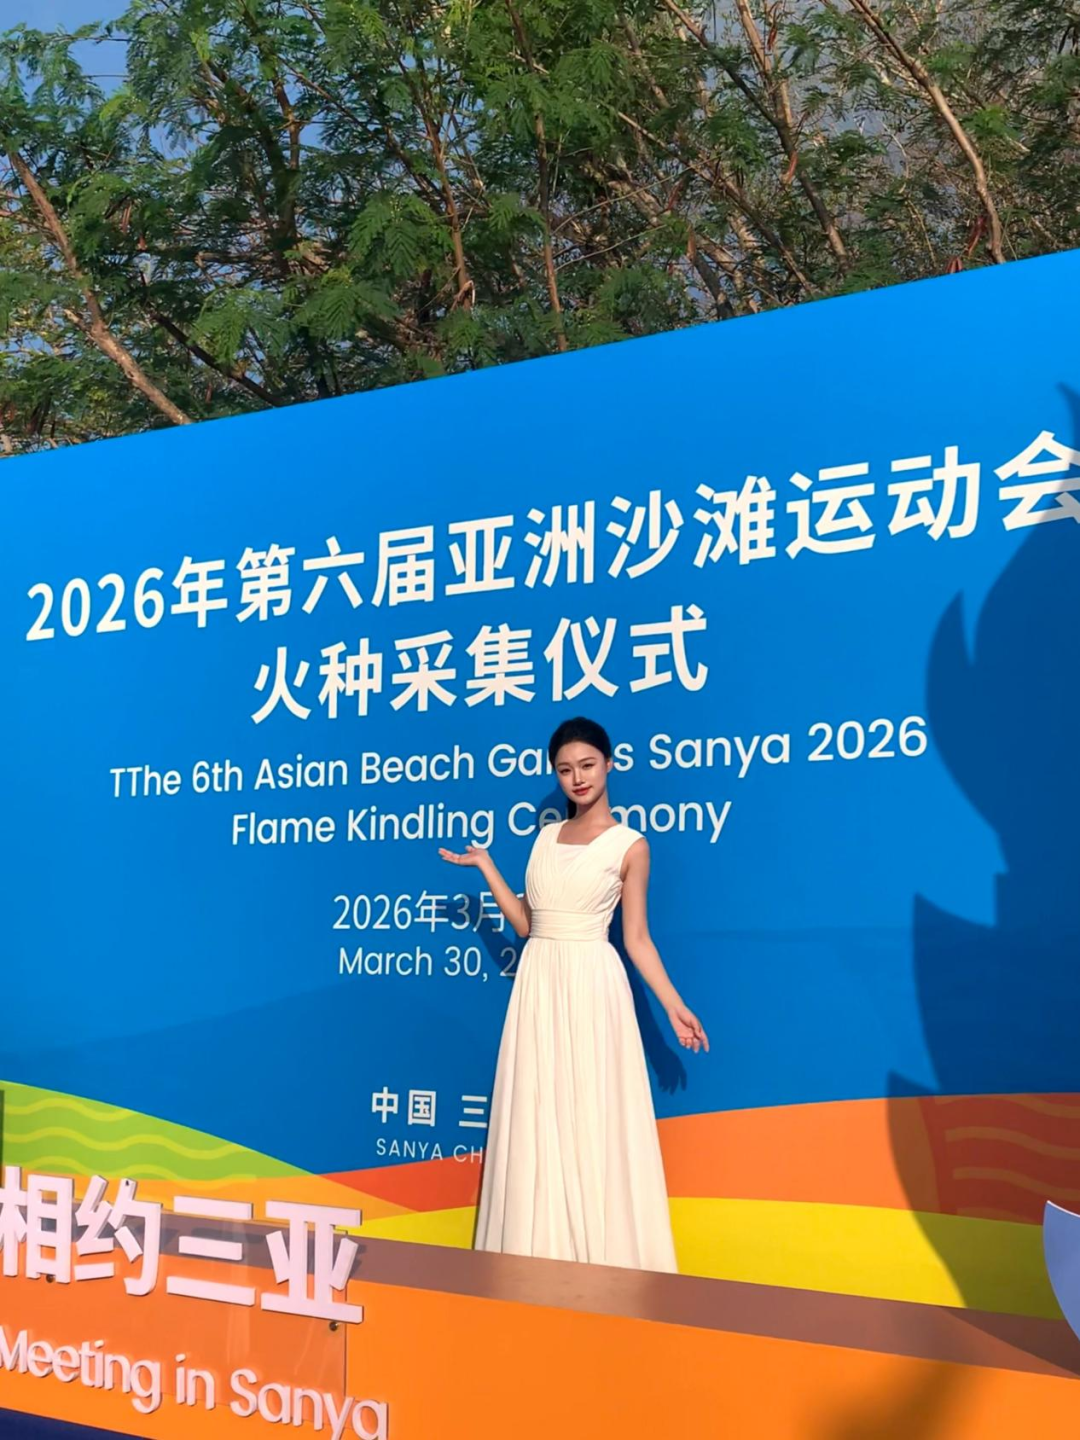 2026年第六届亚洲沙滩运动会
火种采集仪式
TThe 6th Asian Beach Ga s Sanya 2026
Flame Kindling Ce mony
2026年3月
March 30, 2
中国 三
SANYA CH
相约三亚
Meeting in Sanya